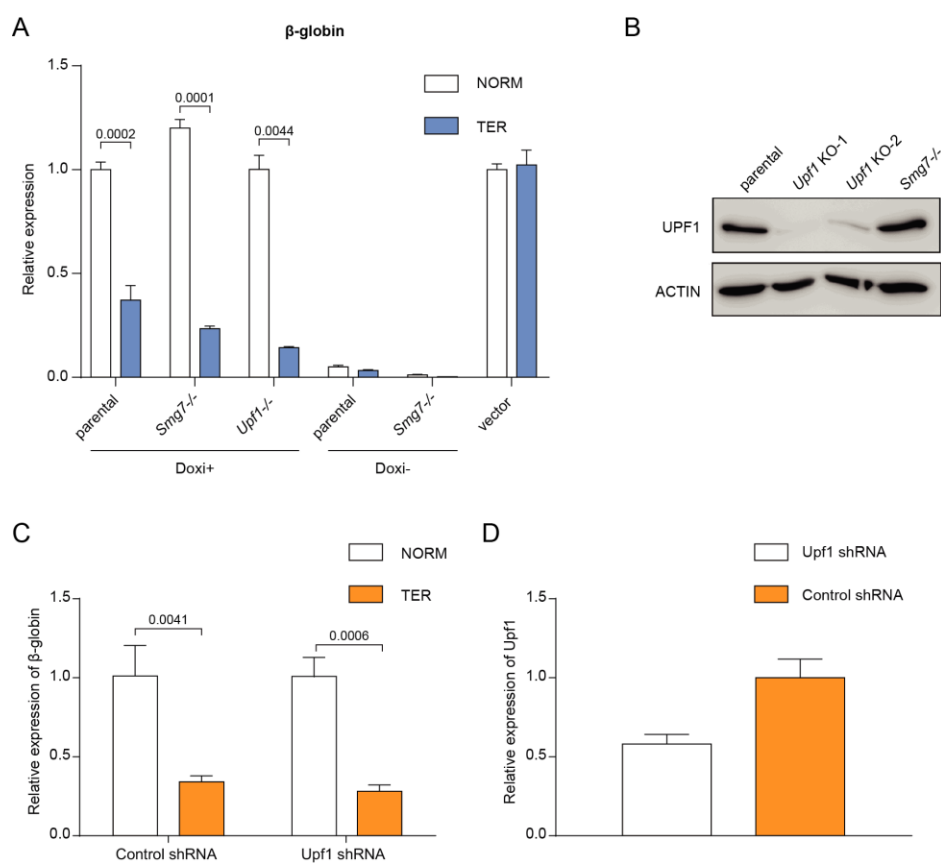 A
β-globin
1.5
1.0
0.5
0.0
Relative expression
0.0002
0.0001
0.0044
NORM
TER
parental
Smg7-/-
Upf1-/-
parental
Smg7-/-
vector
Doxi+
Doxi-
B
parental
Upf1 KO-1
Upf1 KO-2
Smg7-/-
UPF1
ACTIN
C
NORM
TER
1.5
1.0
0.5
0.0
Relative expression of β-globin
0.0041
0.0006
Control shRNA
Upf1 shRNA
D
Upf1 shRNA
Control shRNA
1.5
1.0
0.5
0.0
Relative expression of Upf1